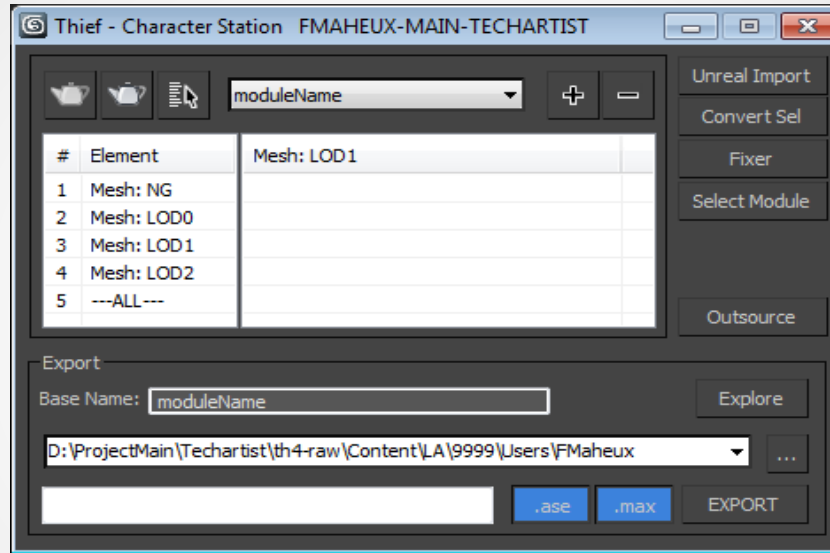 Thief - Character Station FMAHEUX-MAIN-TECHARTIST
moduleName
Unreal Import
Convert Sel
Fixer
Select Module
Outsource
# Element
Mesh: LOD1
1 Mesh: NG
2 Mesh: LOD0
3 Mesh: LOD1
4 Mesh: LOD2
5 ---ALL---
Export
Base Name: moduleName
Explore
D:\ProjectMain\Techartist\th4-raw\Content\LA\9999\Users\FMaheux
...
.ase .max EXPORT